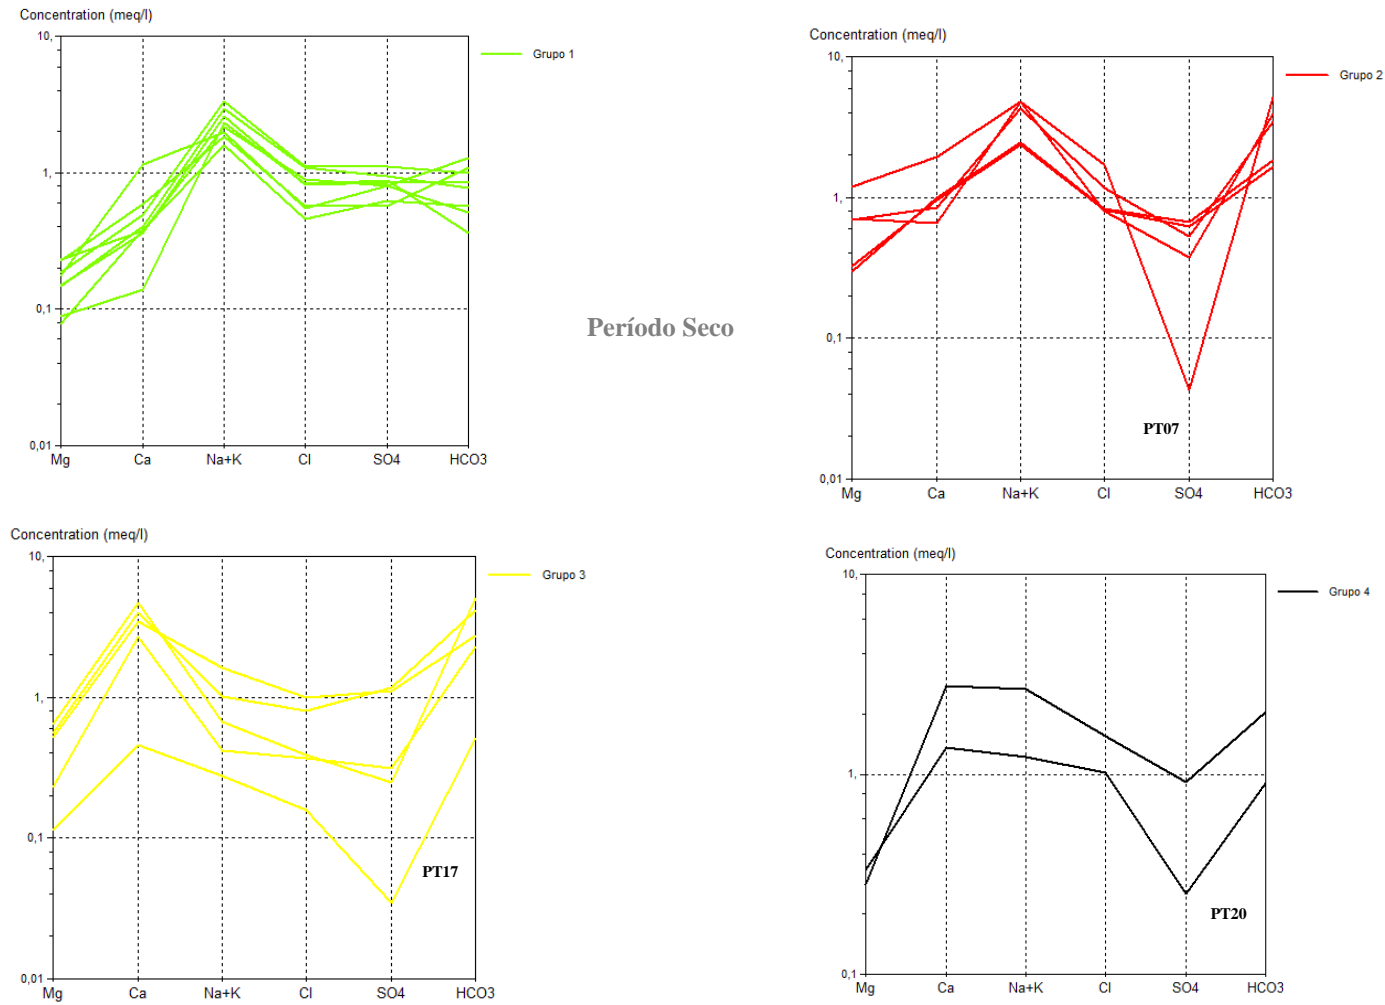 Concentration (meq/l)
10,
1,
0,1
0,01
Mg Ca Na+K Cl SO4 HCO3
Grupo 1
Concentration (meq/l)
10,
1,
0,1
0,01
Mg Ca Na+K Cl SO4 HCO3
Grupo 2
PT07
Período Seco
Concentration (meq/l)
10,
1,
0,1
0,01
Mg Ca Na+K Cl SO4 HCO3
Grupo 3
PT17
Concentration (meq/l)
10,
1,
0,1
Mg Ca Na+K Cl SO4 HCO3
Grupo 4
PT20